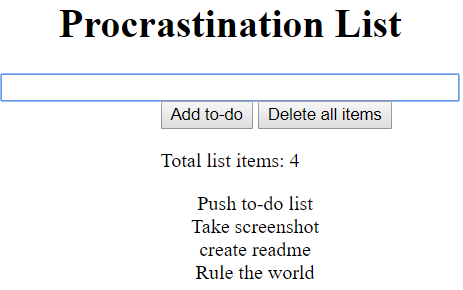 Procrastination List
Add to-do Delete all items
Total list items: 4
Push to-do list
Take screenshot
create readme
Rule the world